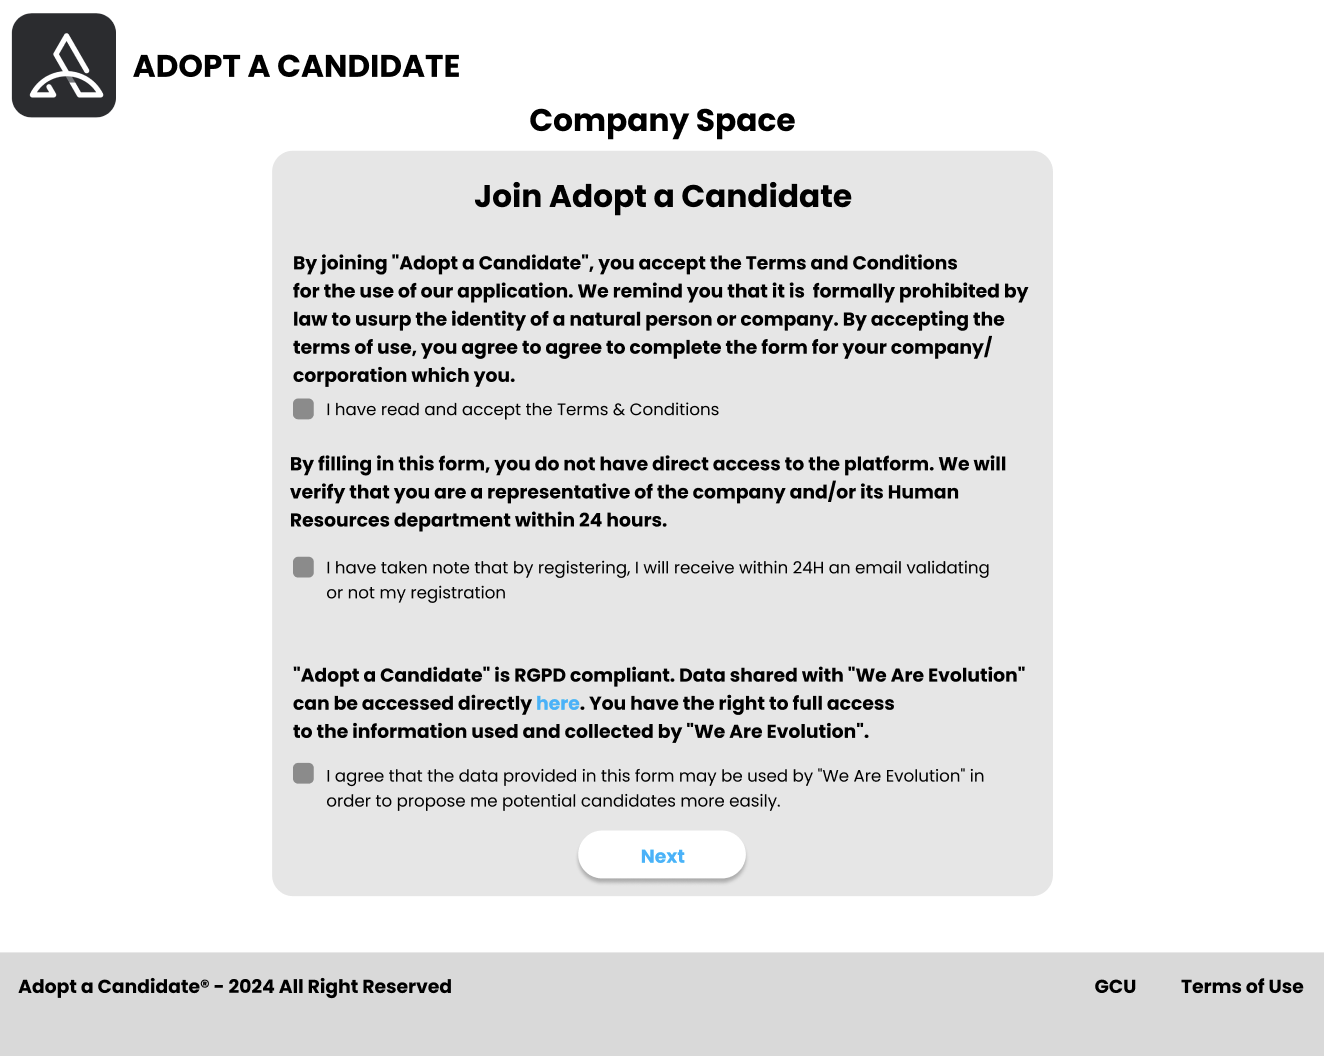 ADOPT A CANDIDATE
Company Space
Join Adopt a Candidate
By joining "Adopt a Candidate", you accept the Terms and Conditions
for the use of our application. We remind you that it is  formally prohibited by
law to usurp the identity of a natural person or company. By accepting the
terms of use, you agree to agree to complete the form for your company/
corporation which you.
I have read and accept the Terms & Conditions
By filling in this form, you do not have direct access to the platform. We will
verify that you are a representative of the company and/or its Human
Resources department within 24 hours.
I have taken note that by registering, I will receive within 24H an email validating
or not my registration
"Adopt a Candidate" is RGPD compliant. Data shared with "We Are Evolution"
can be accessed directly here. You have the right to full access
to the information used and collected by "We Are Evolution".
I agree that the data provided in this form may be used by "We Are Evolution" in
order to propose me potential candidates more easily.
Next
Adopt a Candidate® - 2024 All Right Reserved
GCU
Terms of Use